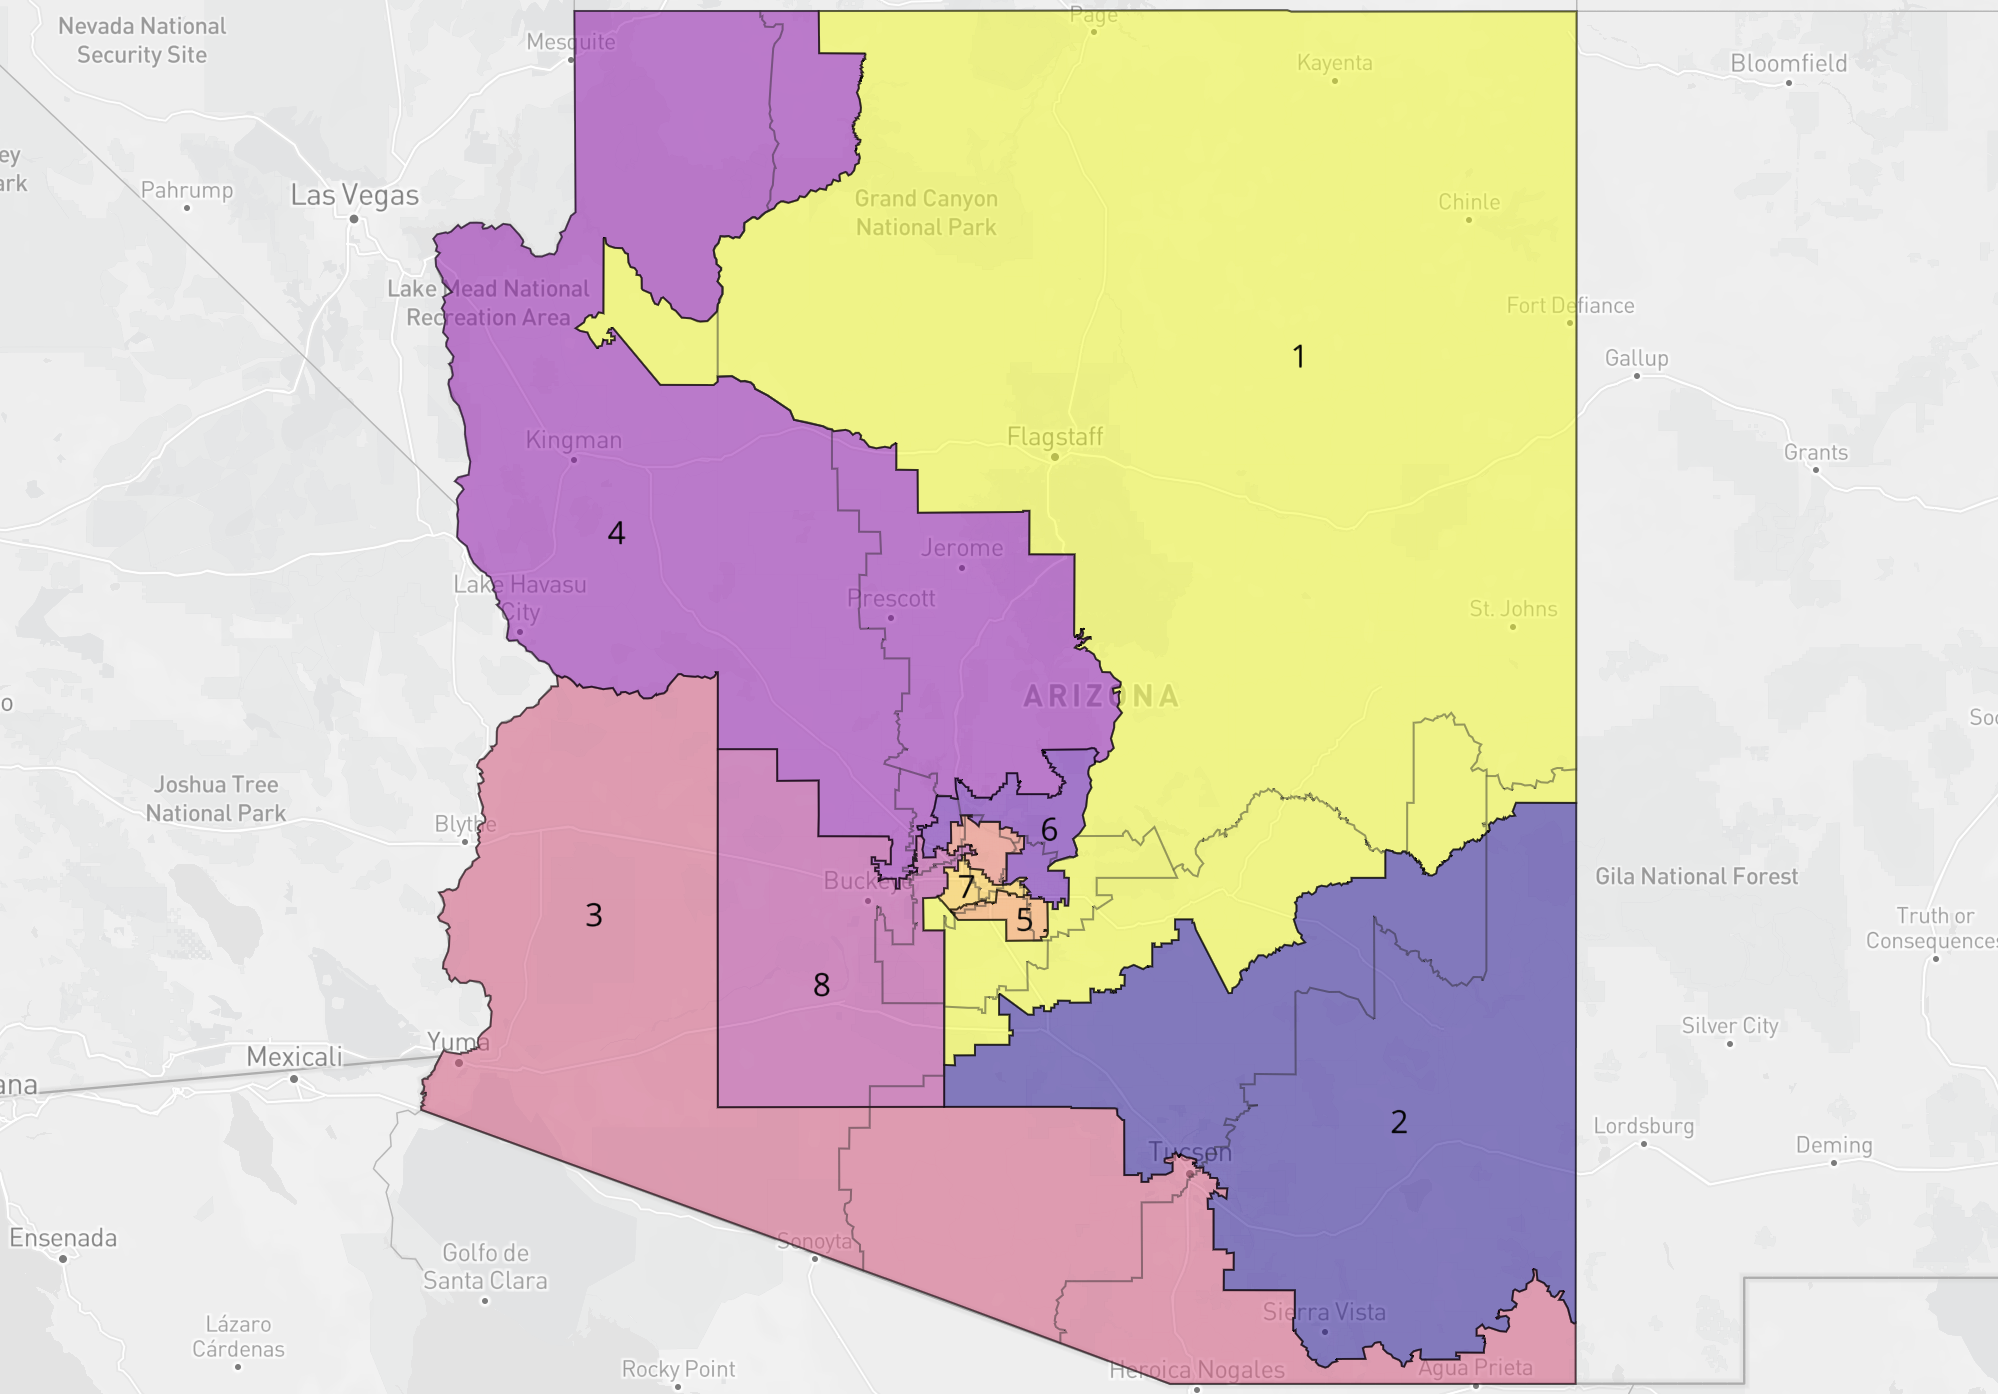 Nevada National
Security Site
Mesquite
Page
Kayenta
Bloomfield
ey
ark
Pahrump
Las Vegas
Grand Canyon
National Park
Chinle
Lake Mead National
Recreation Area
Fort Defiance
1
Gallup
Kingman
Flagstaff
Grants
4
Jerome
Lake Havasu
City
Prescott
St. Johns
ARIZONA
o
Soc
Joshua Tree
National Park
Blythe
6
Buckeye
7
Gila National Forest
3
5
Truth or
Consequences
8
Silver City
Yuma
Mexicali
ana
2
Tucson
Lordsburg
Deming
Ensenada
Golfo de
Santa Clara
Sonoyta
Lázaro
Cárdenas
Sierra Vista
Rocky Point
Heroica Nogales
Agua Prieta